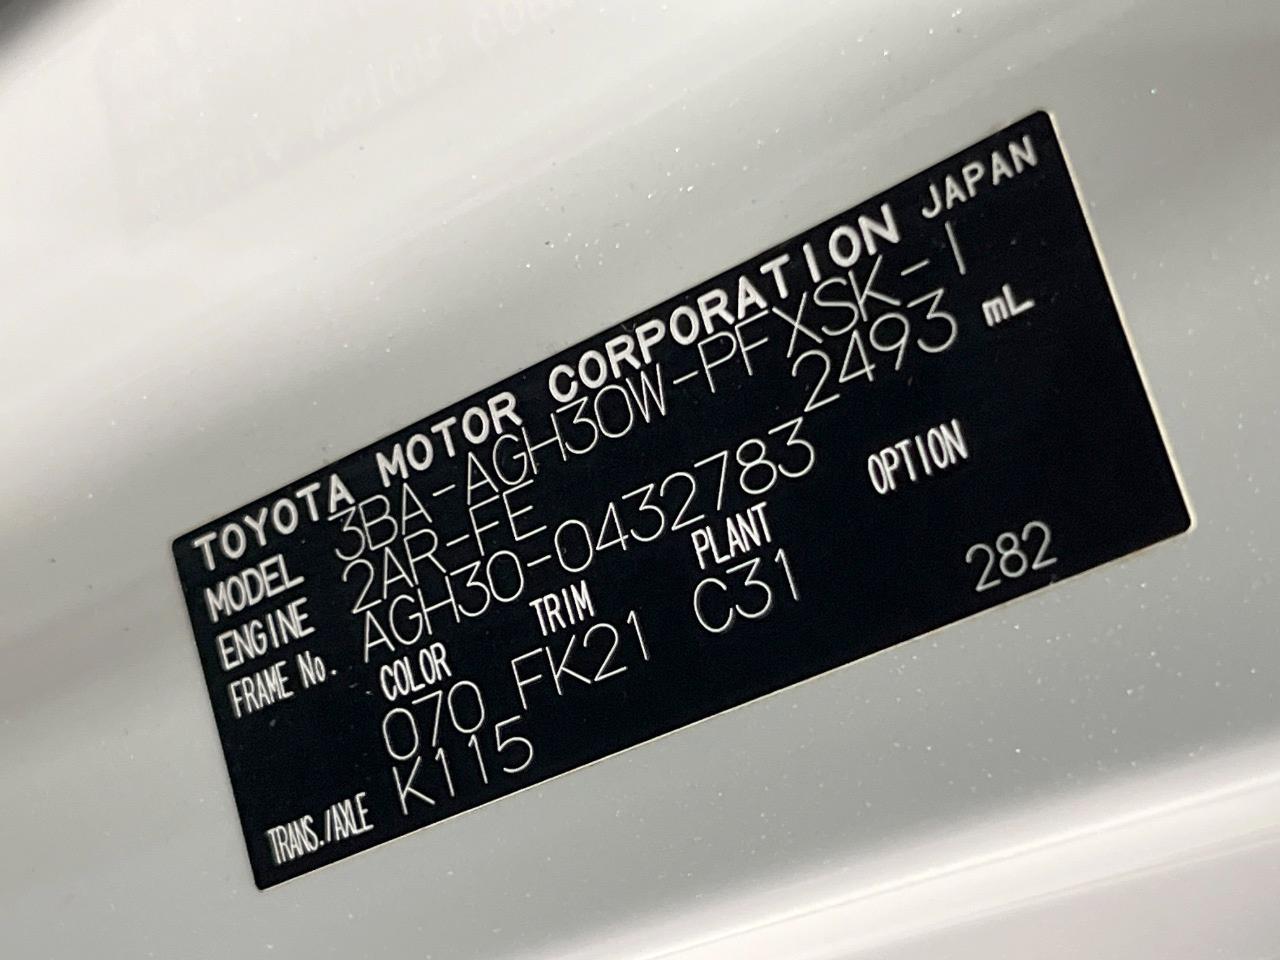 TOYOTA MOTOR CORPORATION JAPAN
MODEL 3BA-AGH30W-PFXSK-I
ENGINE 2AR-FE 2493 mL
FRAME No. AGH30-0432783
COLOR TRIM PLANT OPTION
070 FK21 C31 282
TRANS./AXLE K115